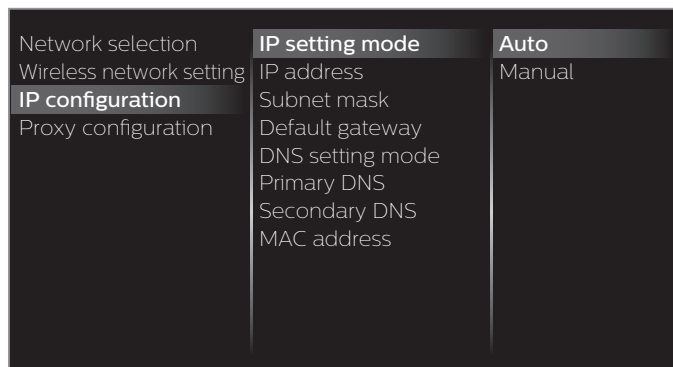 Network selection
Wireless network setting
IP configuration
Proxy configuration
IP setting mode
IP address
Subnet mask
Default gateway
DNS setting mode
Primary DNS
Secondary DNS
MAC address
Auto
Manual